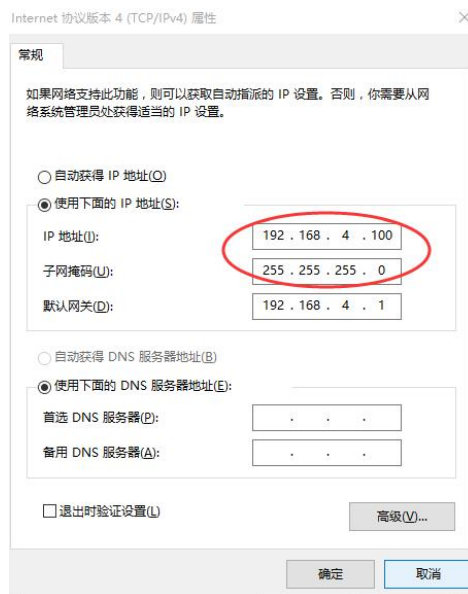 Internet 协议版本 4 (TCP/IPv4) 属性
常规
如果网络支持此功能，则可以获取自动指派的 IP 设置。否则，你需要从网
络系统管理员处获得适当的 IP 设置。
自动获得 IP 地址(O)
使用下面的 IP 地址(S):
IP 地址(I): 192 . 168 . 4 . 100
子网掩码(U): 255 . 255 . 255 . 0
默认网关(D): 192 . 168 . 4 . 1
自动获得 DNS 服务器地址(B)
使用下面的 DNS 服务器地址(E):
首选 DNS 服务器(P): . . .
备用 DNS 服务器(A): . . .
退出时验证设置(L)
高级(V)...
确定 取消